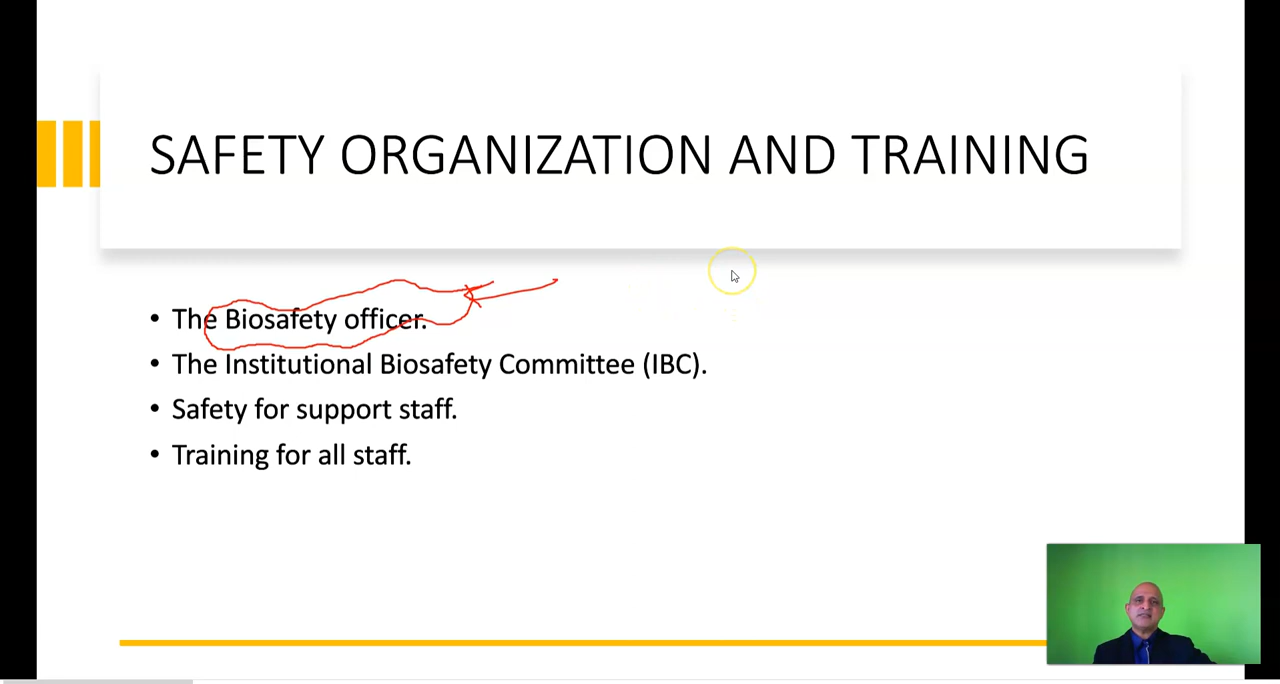 SAFETY ORGANIZATION AND TRAINING
• The Biosafety officer.
• The Institutional Biosafety Committee (IBC).
• Safety for support staff.
• Training for all staff.